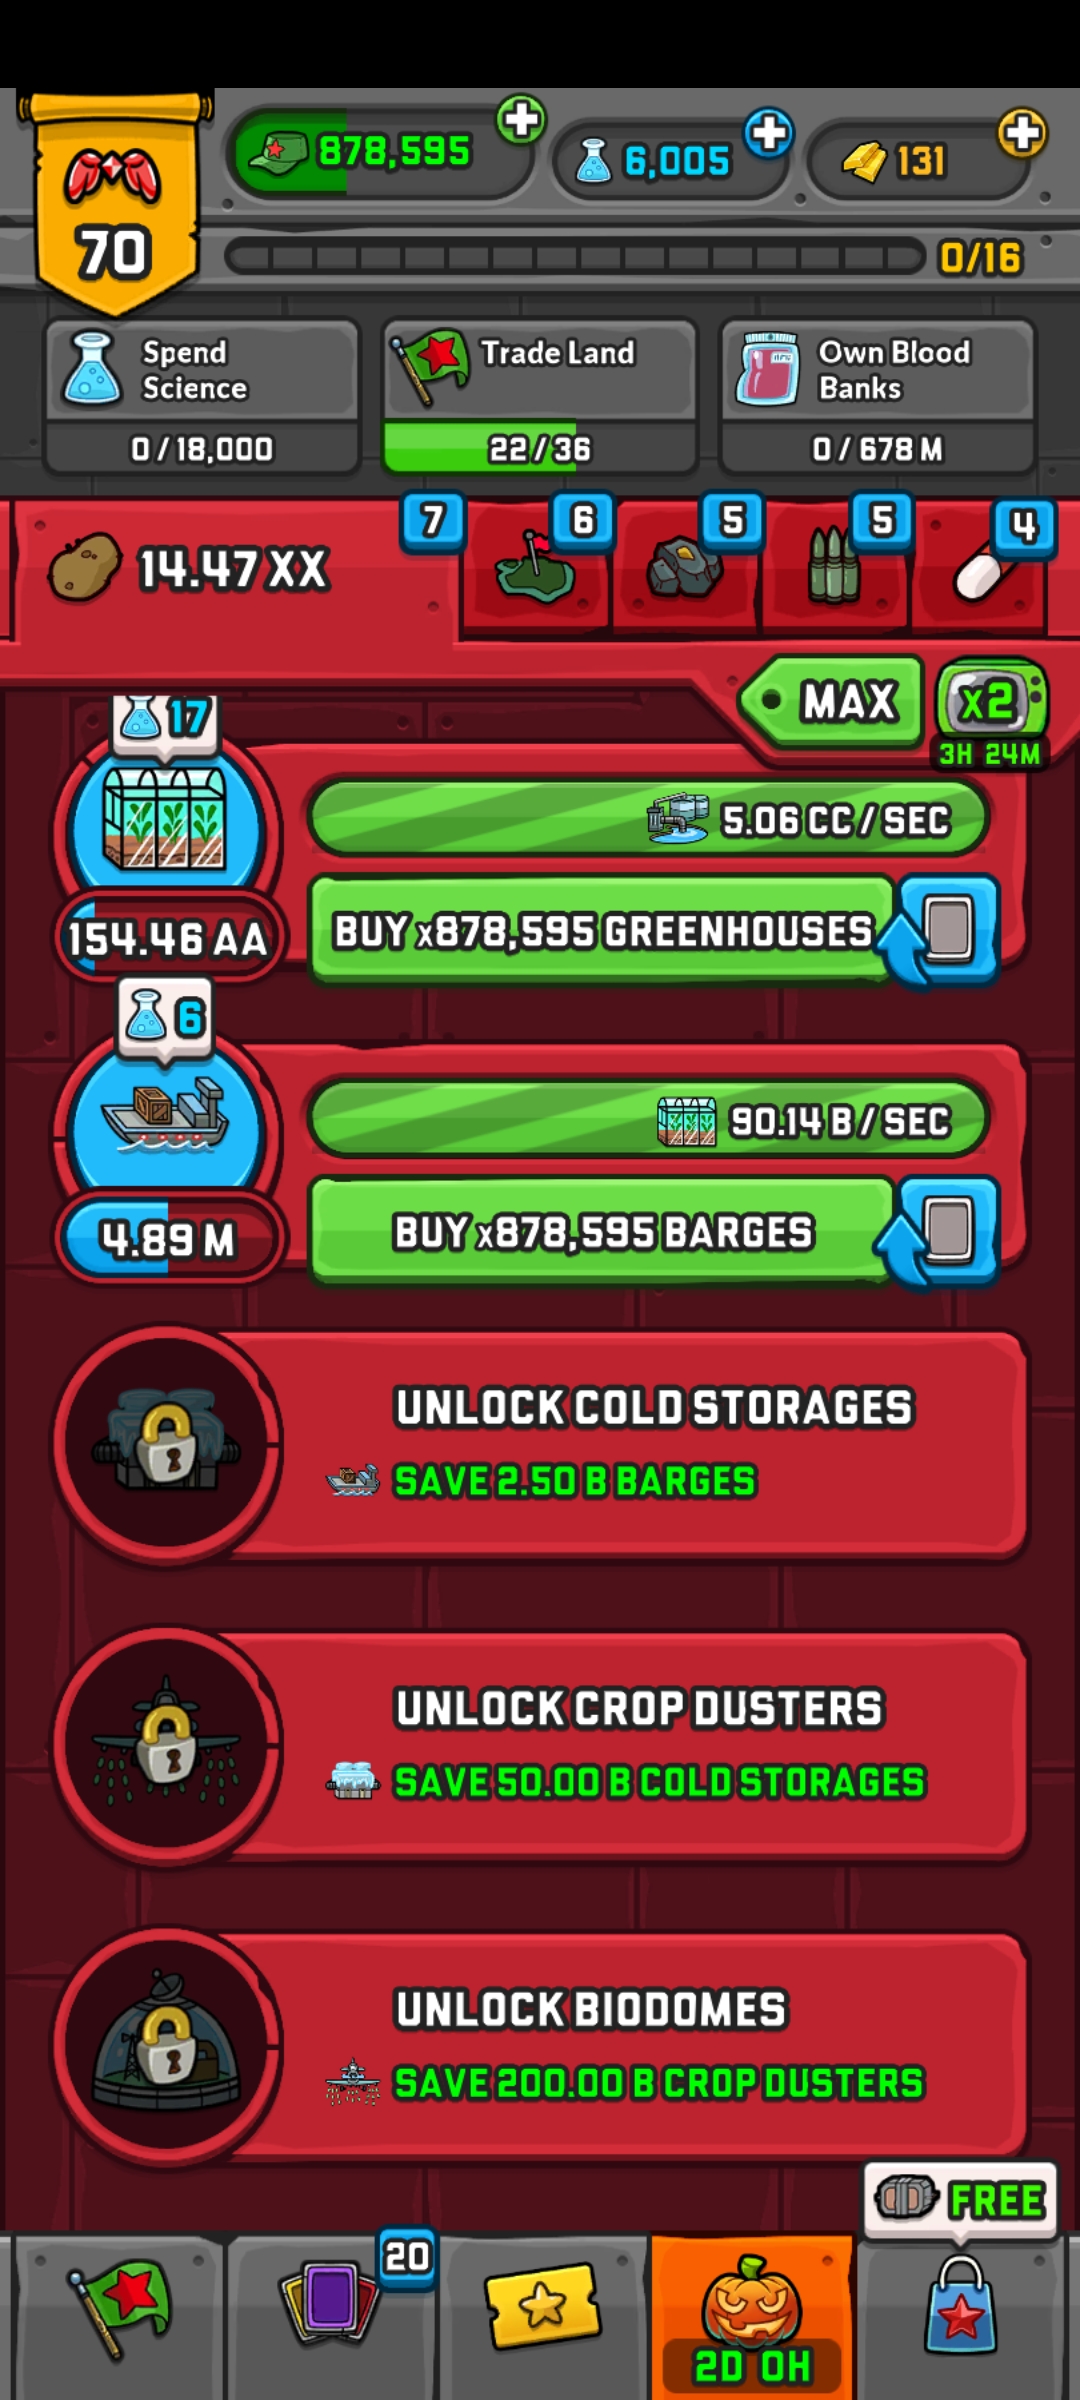 70
878,595
6,005
131
0/16
Spend
Science
0 / 18,000
Trade Land
22 / 36
Own Blood
Banks
0 / 678 M
14.47 XX
7
6
5
5
4
MAX
x2
3H 24M
17
5.06 CC / SEC
154.46 AA
BUY x878,595 GREENHOUSES
6
90.14 B / SEC
4.89 M
BUY x878,595 BARGES
UNLOCK COLD STORAGES
SAVE 2.50 B BARGES
UNLOCK CROP DUSTERS
SAVE 50.00 B COLD STORAGES
UNLOCK BIODOMES
SAVE 200.00 B CROP DUSTERS
FREE
20
2D 0H